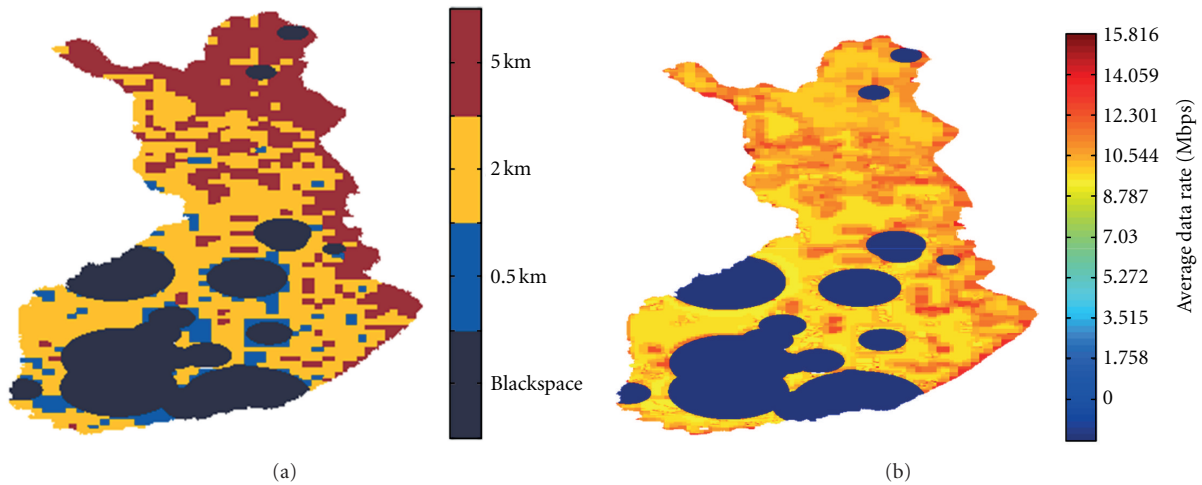 5 km
2 km
0.5 km
Blackspace
(a)
15.816
14.059
12.301
10.544
8.787
7.03
5.272
3.515
1.758
0
Average data rate (Mbps)
(b)